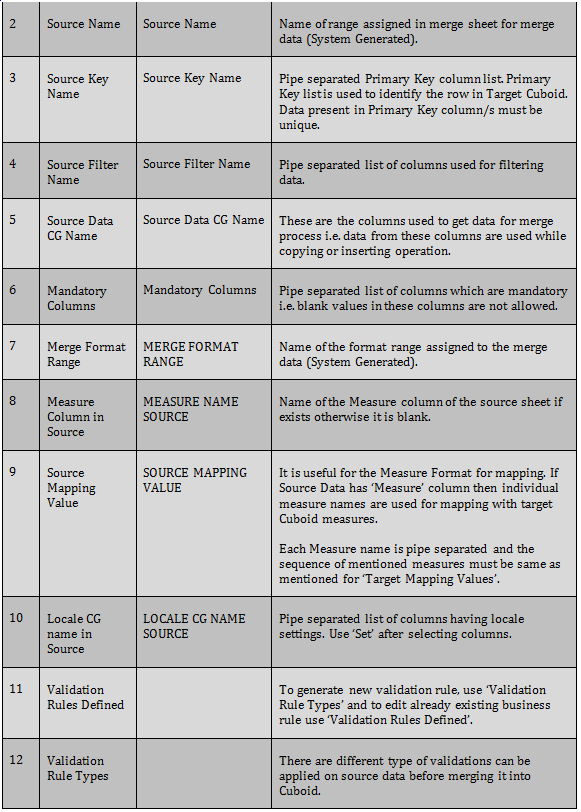 2 Source Name Source Name Name of range assigned in merge sheet for merge
data (System Generated).
3 Source Key Source Key Name Pipe separated Primary Key column list. Primary
Name Key list is used to identify the row in Target Cuboid.
Data present in Primary Key column/s must be
unique.
4 Source Filter Source Filter Name Pipe separated list of columns used for filtering
Name data.
5 Source Data Source Data CG Name These are the columns used to get data for merge
CG Name process i.e. data from these columns are used while
copying or inserting operation.
6 Mandatory Mandatory Columns Pipe separated list of columns which are mandatory
Columns i.e. blank values in these columns are not allowed.
7 Merge Format MERGE FORMAT Name of the format range assigned to the merge
Range RANGE data (System Generated).
8 Measure MEASURE NAME Name of the Measure column of the source sheet if
Column in SOURCE exists otherwise it is blank.
Source
9 Source SOURCE MAPPING It is useful for the Measure Format for mapping. If
Mapping VALUE Source Data has ‘Measure’ column then individual
Value measure names are used for mapping with target
Cuboid measures.
Each Measure name is pipe separated and the
sequence of mentioned measures must be same as
mentioned for ‘Target Mapping Values’.
10 Locale CG LOCALE CG NAME Pipe separated list of columns having locale
name in SOURCE settings. Use ‘Set’ after selecting columns.
Source
11 Validation To generate new validation rule, use ‘Validation
Rules Defined Rule Types’ and to edit already existing business
rule use ‘Validation Rules Defined’.
12 Validation There are different type of validations can be
Rule Types applied on source data before merging it into
Cuboid.